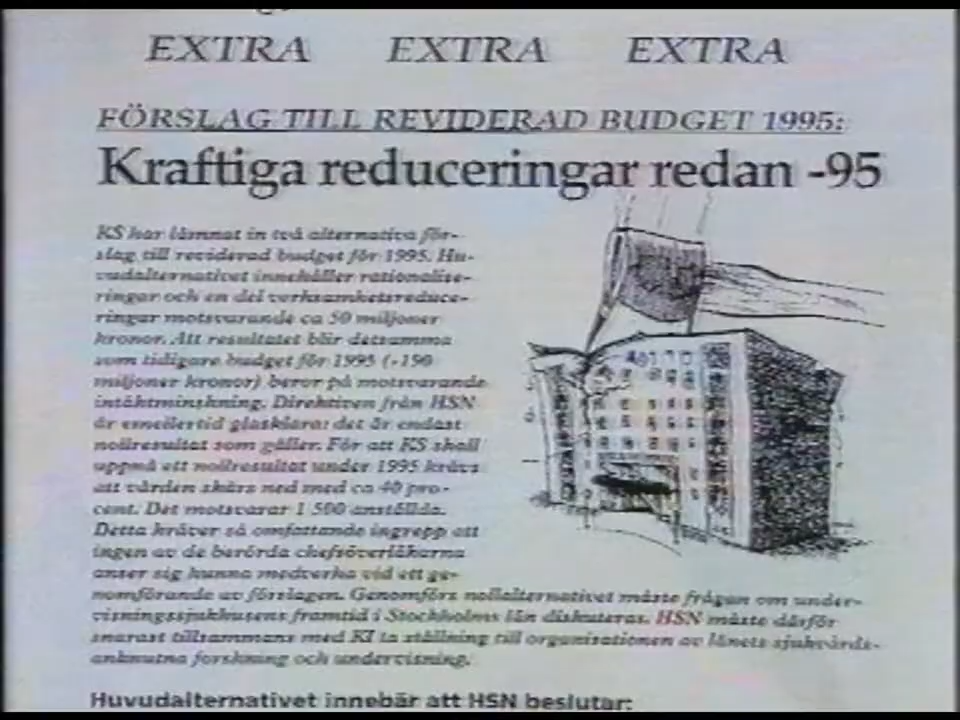 EXTRA EXTRA EXTRA
FÖRSLAG TILL REVIDERAD BUDGET 1995:
Kraftiga reduceringar redan -95
KS har lämnat in två alternativa för-
slag till reviderad budget för 1995. Hu-
vudalternativet innehåller rationalise-
ringar och en del verksamhetsreduce-
ringar motsvarande ca 50 miljoner
kronor. Att resultatet blir detsamma
som tidigare budget för 1995 (-190
miljoner kronor) beror på motsvarande
intäktminskning. Direktiven från HSN
är emellertid glasklara: det är endast
nollresultat som gäller. För att KS skall
uppnå ett nollresultat under 1995 krävs
att vården skärs ned med ca 40 pro-
cent. Det motsvarar 1 500 anställda.
Detta kräver så omfattande ingrepp att
ingen av de berörda chefsöverläkarna
anser sig kunna medverka vid ett ge-
nomförande av förslagen. Genomförs nollalternativet måste frågan om under-
visningssjukhusens framtid i Stockholms län diskuteras. HSN måste därför
snarast tillsammans med KI ta ställning till organisationen av länets sjukvårds-
anknutna forskning och undervisning.
Huvudalternativet innebär att HSN beslutar: